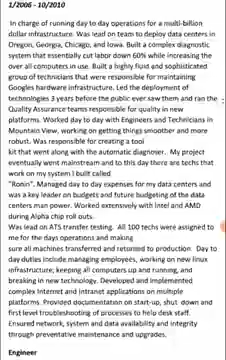 1/2006 - 10/2010
In charge of running day to day operations for a multi-billion
dollar infrastructure. Was lead on team to deploy data centers in
Oregon, Georgia, Chicago, and Iowa. Built a complex diagnostic
system that essentially cut labor down 60% while increasing the
over all computers in use. Built a highly fluid and sophisticated
group of technicians that were responsible for maintaining
Googles hardware infrastructure. Led the deployment of
technologies 3 years before the public ever saw them and ran the
Quality Assurance teams responsible for quality in new
platforms. Worked day to day with Engineers and Technicians in
Mountain View, working on getting things smoother and more
robust. Was responsible for creating a tool
kit that went along with the automatic diagnoser. My project
eventually went mainstream and to this day there are techs that
work on my system I built called
"Ronin". Managed day to day expenses for my data centers and
was a key leader on budgets and future budgeting of the data
centers man power. Worked extensively with Intel and AMD
during Alpha chip roll outs.
Was lead on ATS transfer testing. All 100 techs were assigned to
me for the days operations and making
sure all machines transferred and returned to production Day to
day duties include managing employees, working on new linux
infrastructure, keeping all computers up and running, and
breaking in new technology. Developed and implemented
complex Internet and Intranet applications on multiple
platforms. Provided documentation on start-up, shut down and
first level troubleshooting of processes to help desk staff.
Ensured network, system and data availability and integrity
through preventative maintenance and upgrades.
Engineer